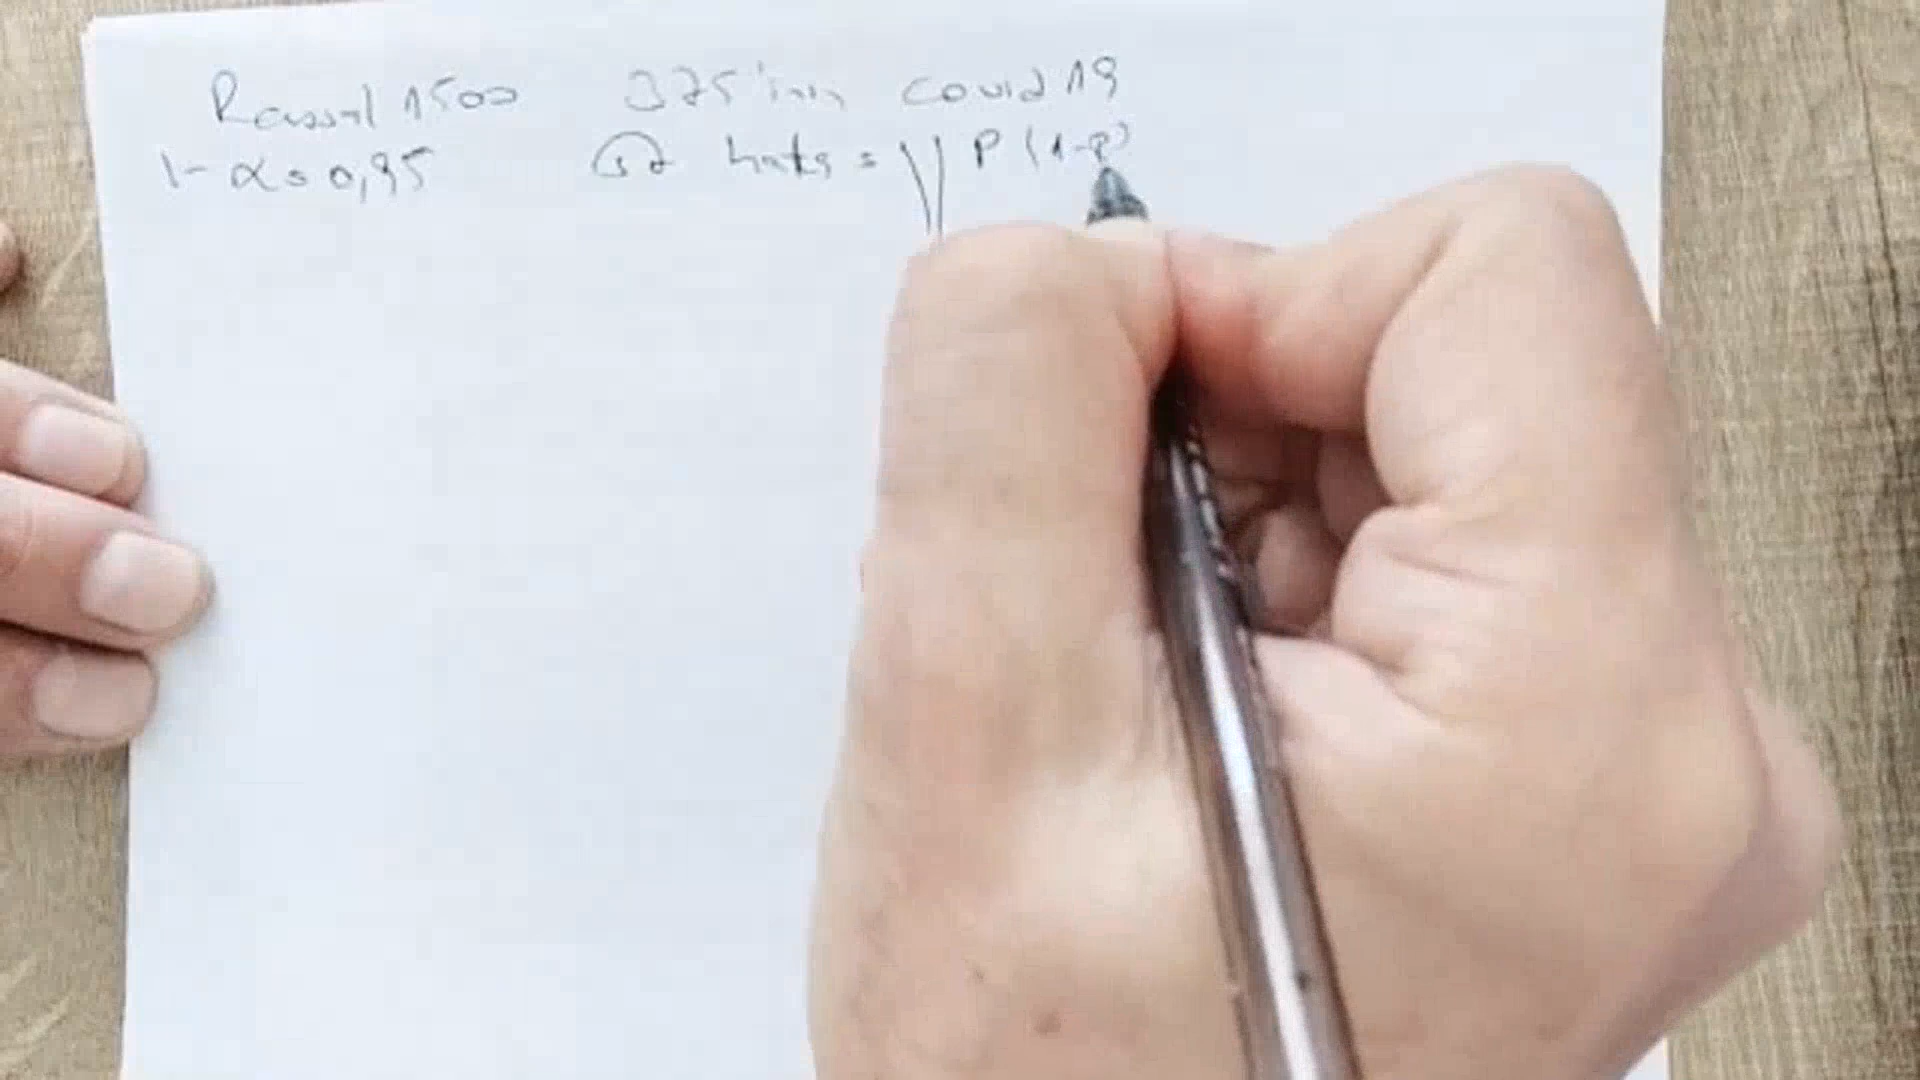 Rassal 1500 375'inin covid 19
1-α=0,95 Std hata = √ P(1-P)